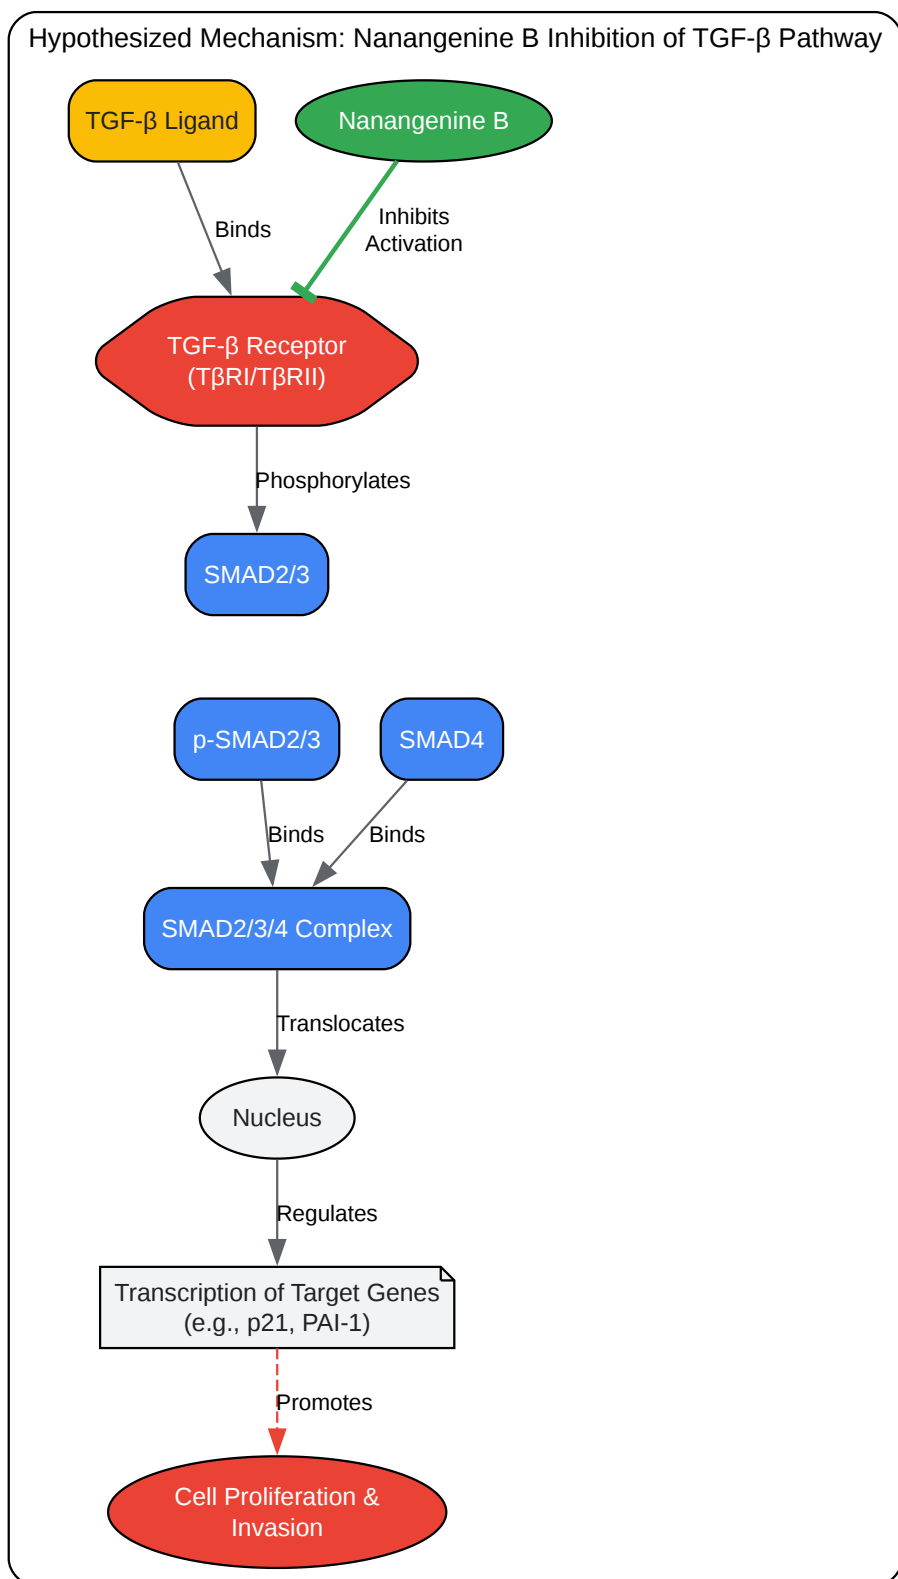 Hypothesized Mechanism: Nanangenine B Inhibition of TGF-β Pathway
TGF-β Ligand
Nanangenine B
Binds
Inhibits
Activation
TGF-β Receptor
(TβRI/TβRII)
Phosphorylates
SMAD2/3
p-SMAD2/3
SMAD4
Binds
Binds
SMAD2/3/4 Complex
Translocates
Nucleus
Regulates
Transcription of Target Genes
(e.g., p21, PAI-1)
Promotes
Cell Proliferation &
Invasion